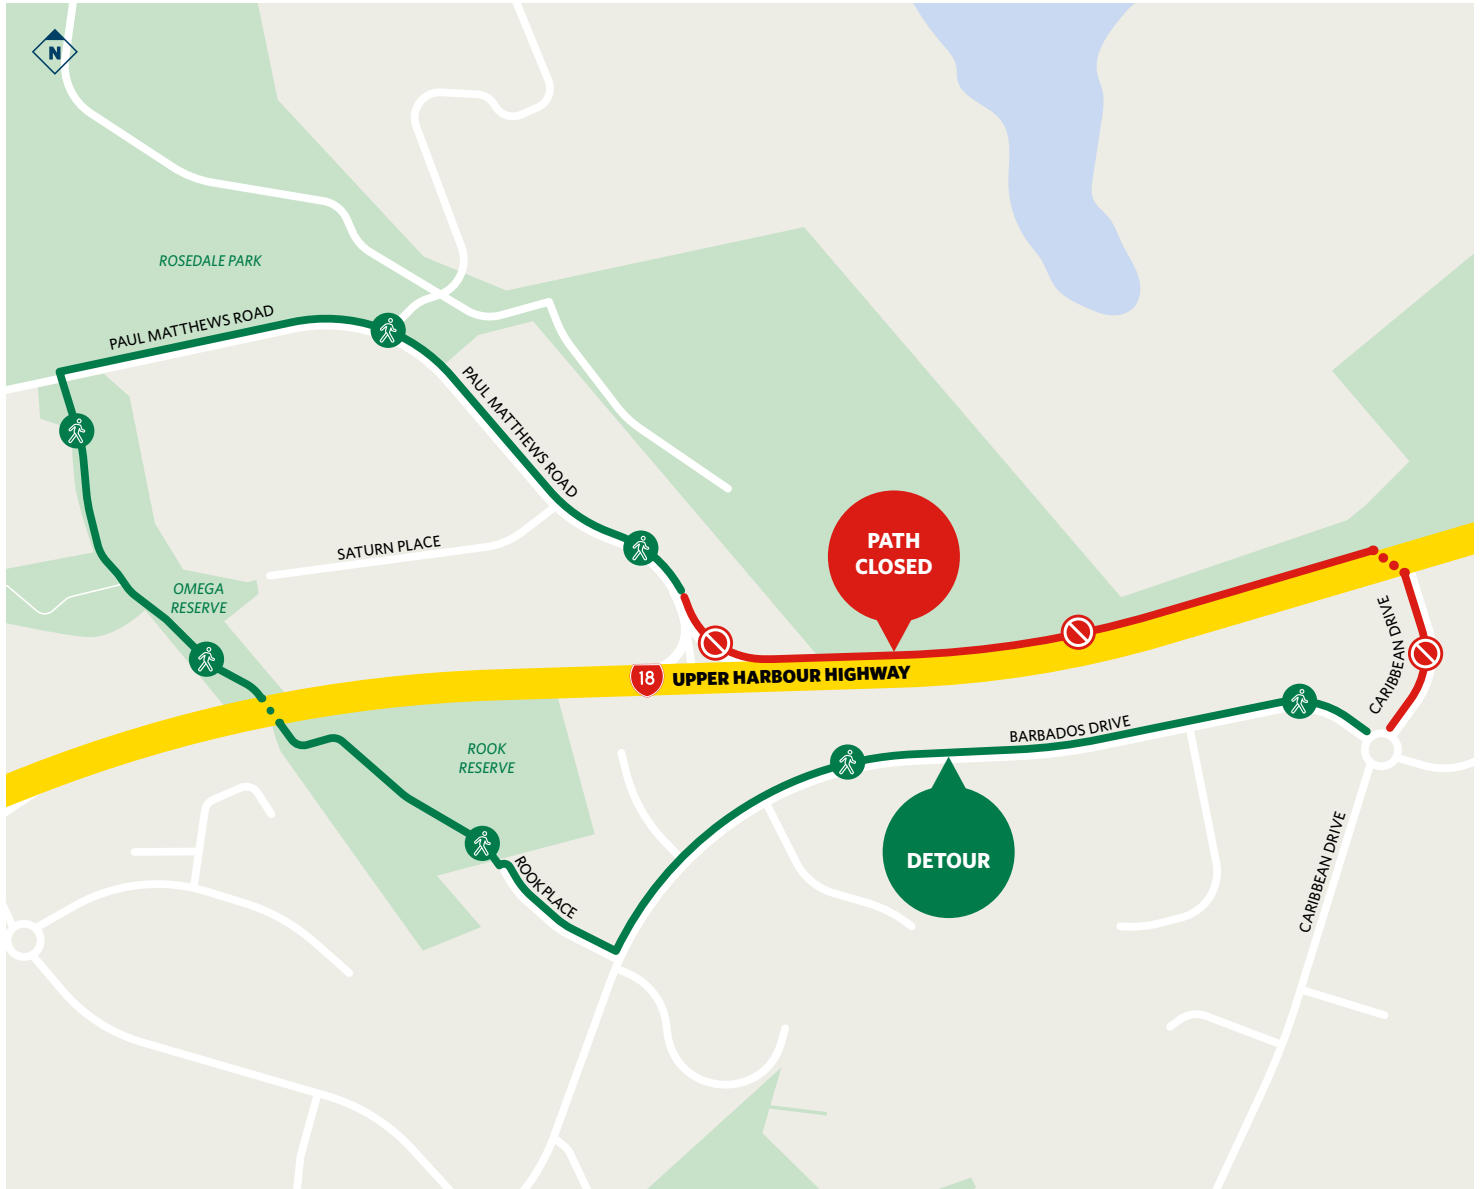 N
ROSEDALE PARK
PAUL MATTHEWS ROAD
PAUL MATTHEWS ROAD
SATURN PLACE
PATH
CLOSED
OMEGA
RESERVE
CARIBBEAN DRIVE
18
UPPER HARBOUR HIGHWAY
BARBADOS DRIVE
ROOK
RESERVE
DETOUR
ROOK PLACE
CARIBBEAN DRIVE